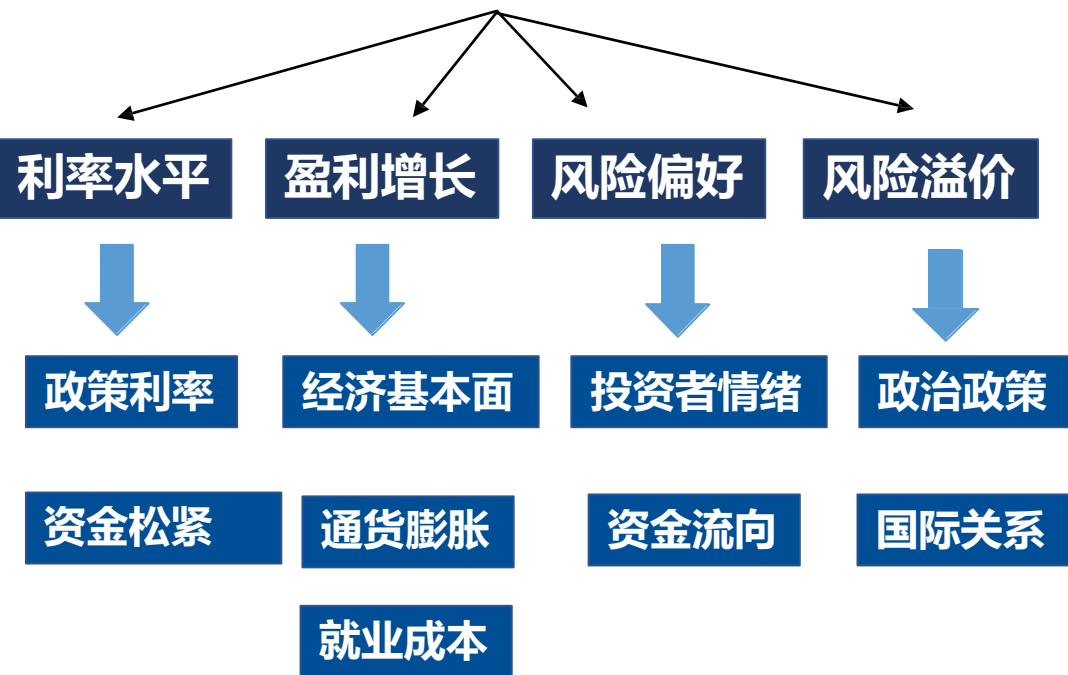 利率水平
盈利增长
风险偏好
风险溢价
政策利率
经济基本面
投资者情绪
政治政策
资金松紧
通货膨胀
资金流向
国际关系
就业成本